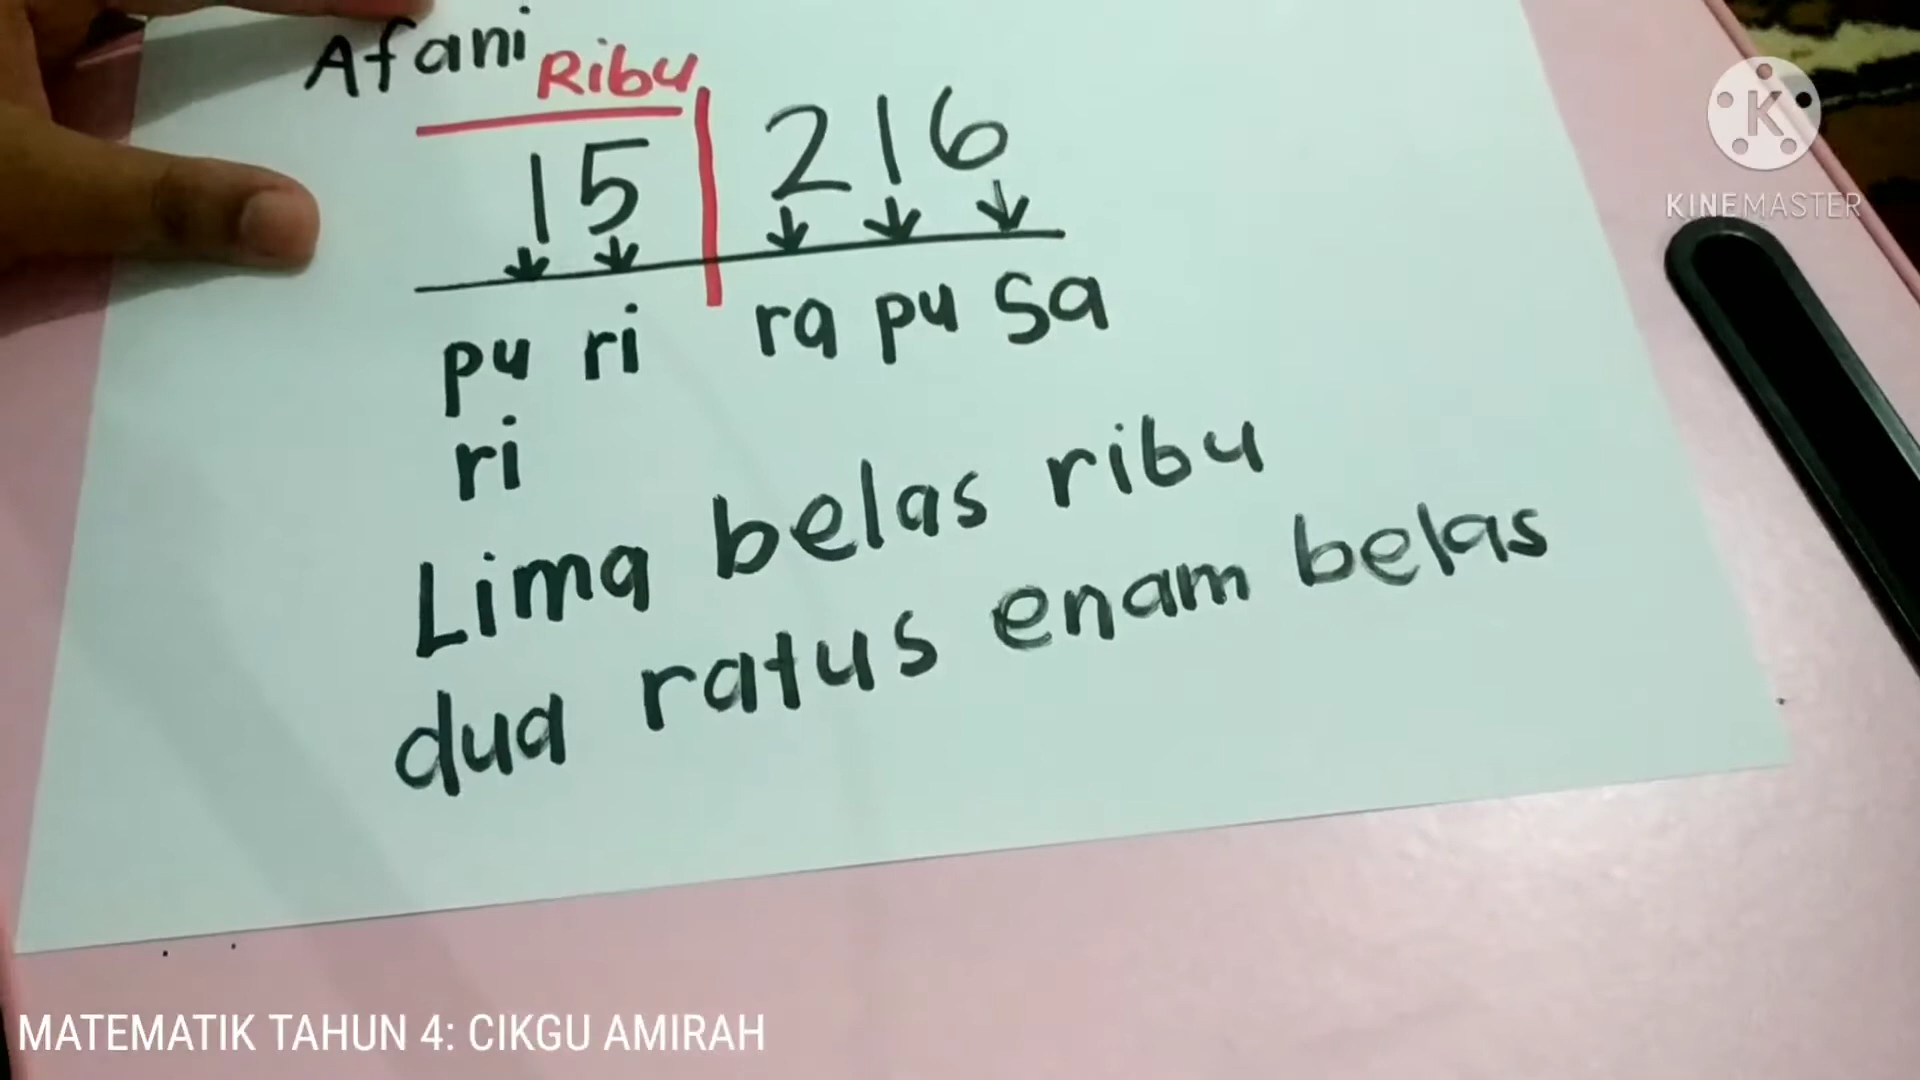 Afani
Ribu
15 216
pu ri ra pu sa
ri
Lima belas ribu
dua ratus enam belas
K
KINEMASTER
MATEMATIK TAHUN 4: CIKGU AMIRAH